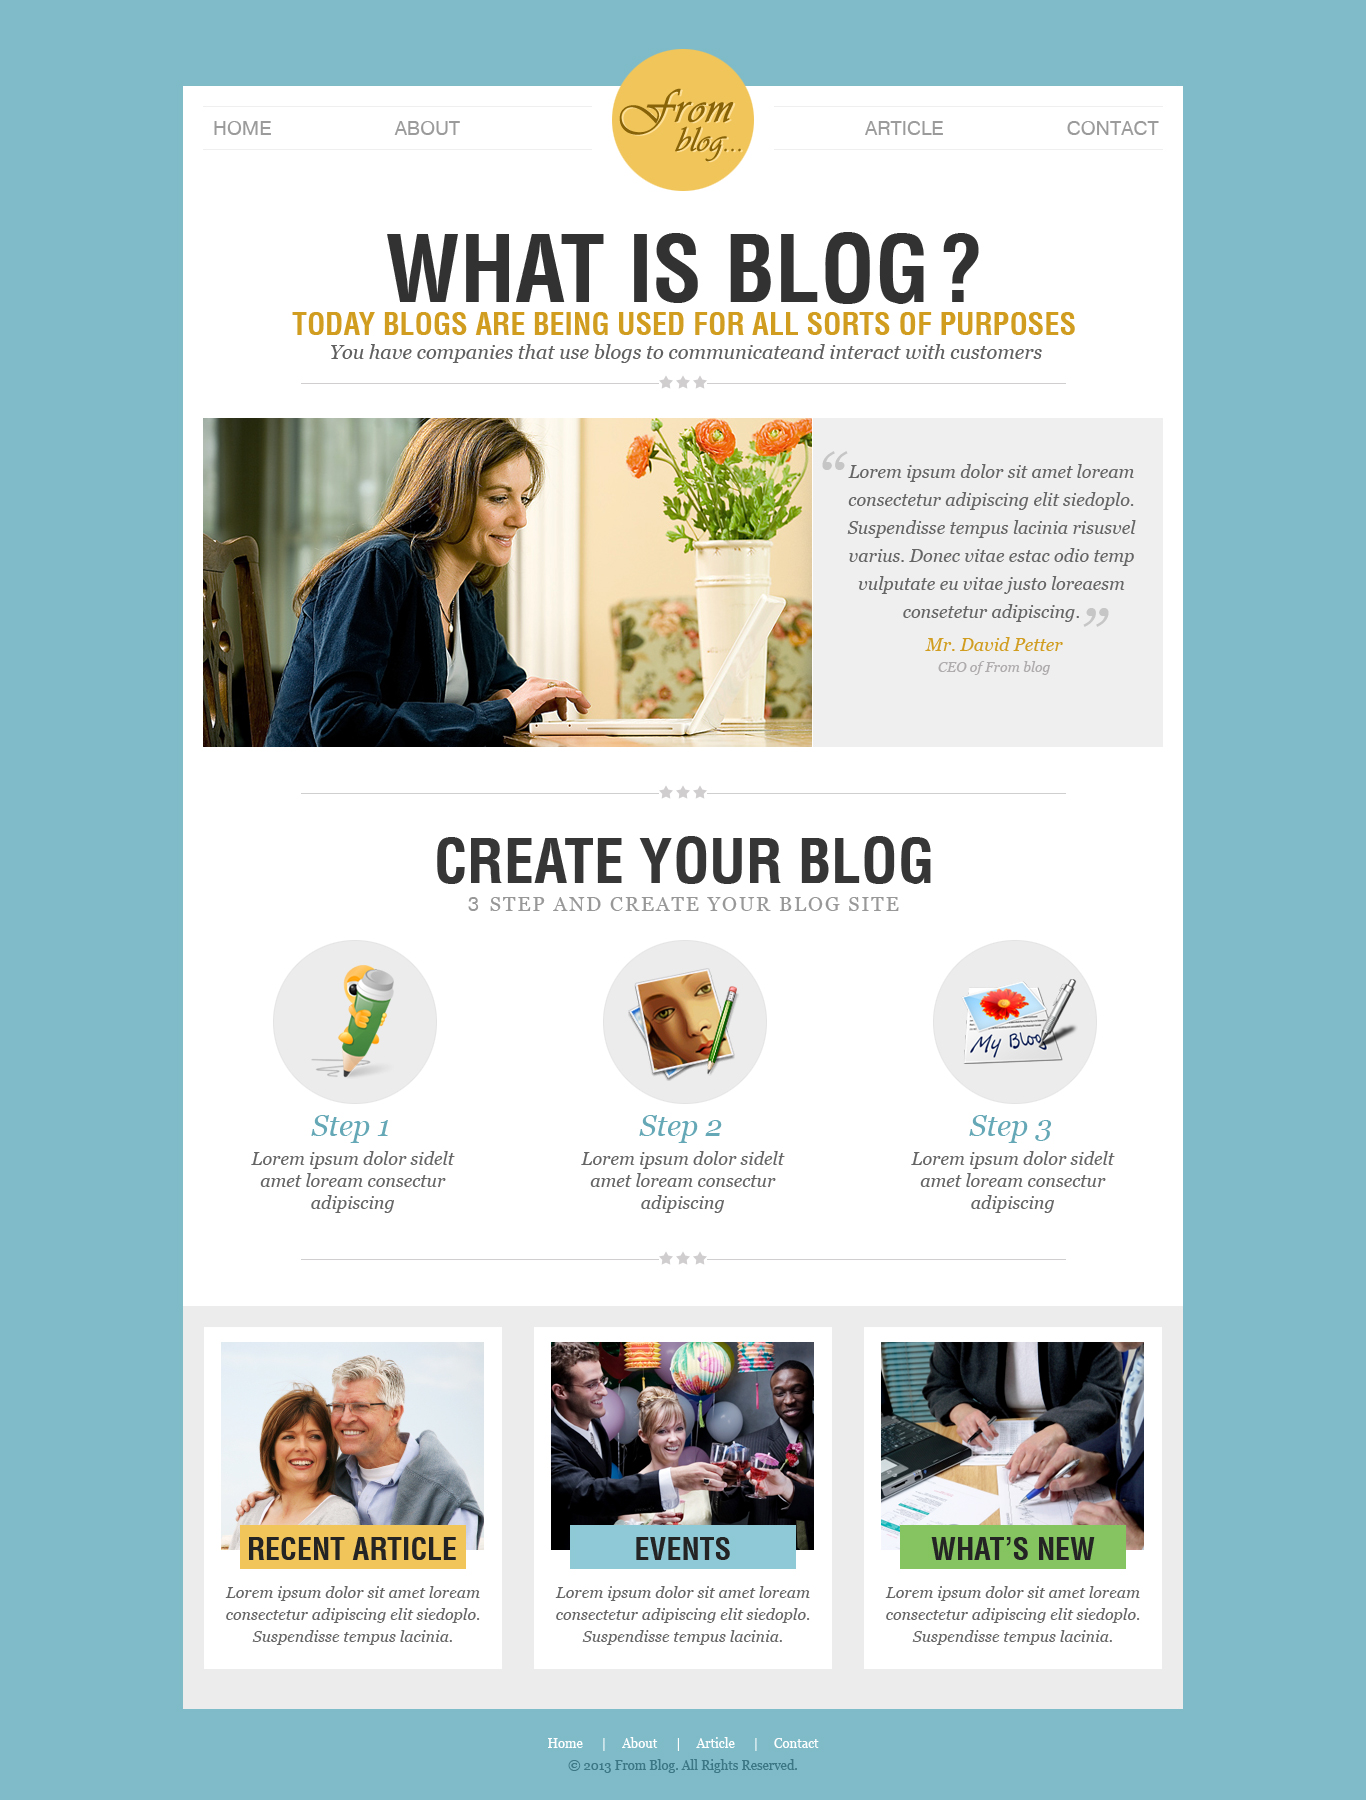 HOME
ABOUT
From
blog...
ARTICLE
CONTACT
WHAT IS BLOG ?
TODAY BLOGS ARE BEING USED FOR ALL SORTS OF PURPOSES
You have companies that use blogs to communicateand interact with customers
“ Lorem ipsum dolor sit amet loream
consectetur adipiscing elit siedoplo.
Suspendisse tempus lacinia risusvel
varius. Donec vitae estac odio temp
vulputate eu vitae justo loreaesm
consetetur adipiscing. ”
Mr. David Petter
CEO of From blog
CREATE YOUR BLOG
3 STEP AND CREATE YOUR BLOG SITE
My Blog
Step 1
Lorem ipsum dolor sidelt
amet loream consectur
adipiscing
Step 2
Lorem ipsum dolor sidelt
amet loream consectur
adipiscing
Step 3
Lorem ipsum dolor sidelt
amet loream consectur
adipiscing
RECENT ARTICLE
Lorem ipsum dolor sit amet loream
consectetur adipiscing elit siedoplo.
Suspendisse tempus lacinia.
EVENTS
Lorem ipsum dolor sit amet loream
consectetur adipiscing elit siedoplo.
Suspendisse tempus lacinia.
WHAT’S NEW
Lorem ipsum dolor sit amet loream
consectetur adipiscing elit siedoplo.
Suspendisse tempus lacinia.
Home | About | Article | Contact
© 2013 From Blog. All Rights Reserved.